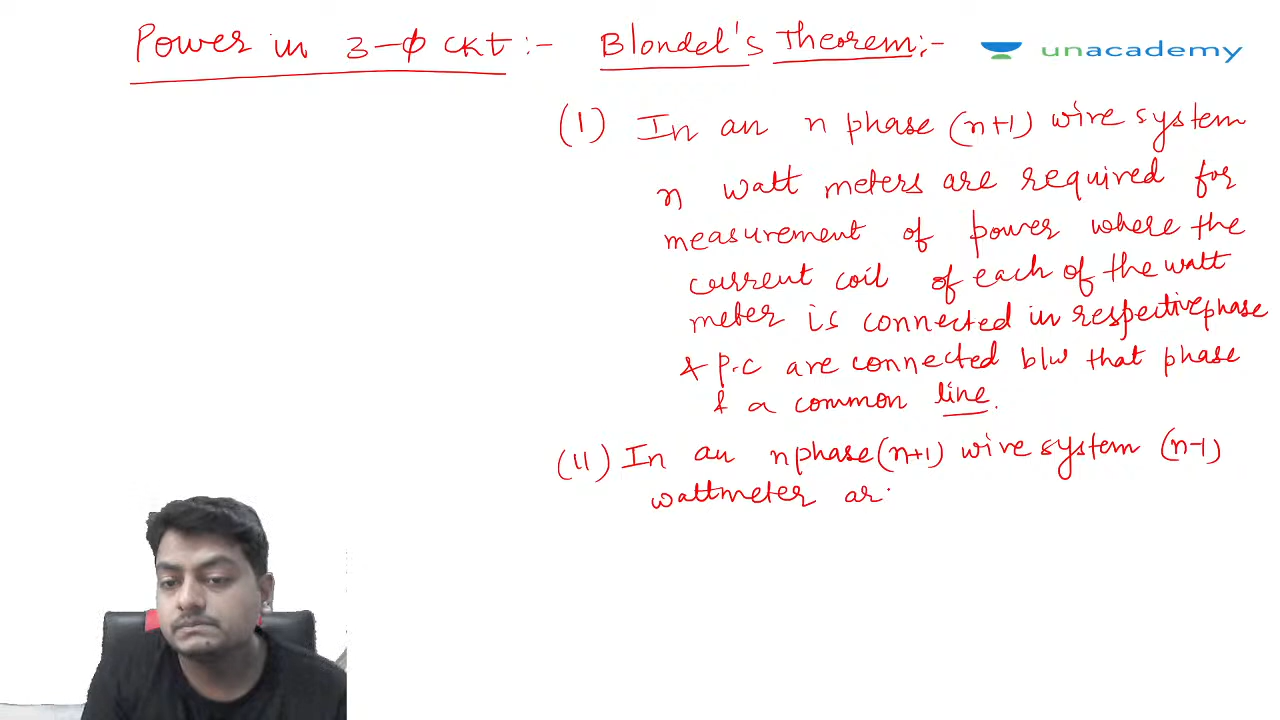 Power in 3-ϕ ckt :- Blondel's Theorem :-
unacademy
(1) In an n phase (n+1) wire system
n watt meters are required for
measurement of power where the
current coil of each of the watt
meter is connected in respective phase
& p.c are connected b/w that phase
& a common line.
(11) In an n phase (n+1) wire system (n-1)
wattmeter ar